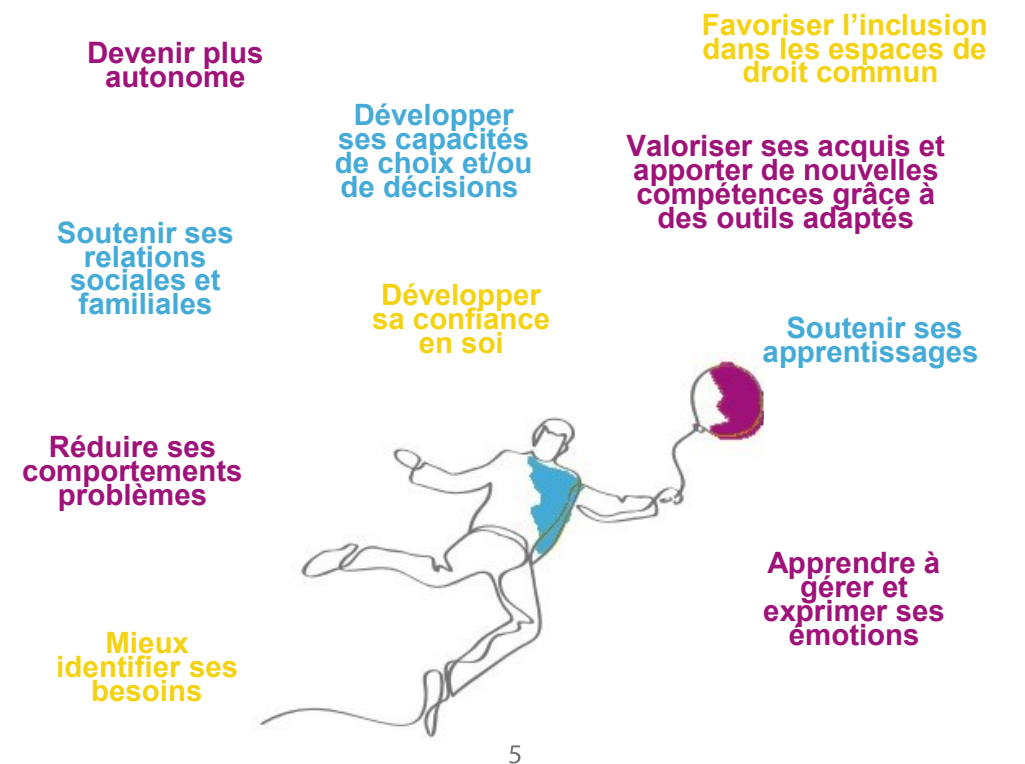 Devenir plus
autonome
Favoriser l’inclusion
dans les espaces de
droit commun
Développer
ses capacités
de choix et/ou
de décisions
Valoriser ses acquis et
apporter de nouvelles
compétences grâce à
des outils adaptés
Soutenir ses
relations
sociales et
familiales
Développer
sa confiance
en soi
Soutenir ses
apprentissages
Réduire ses
comportements
problèmes
Apprendre à
gérer et
exprimer ses
émotions
Mieux
identifier ses
besoins
5